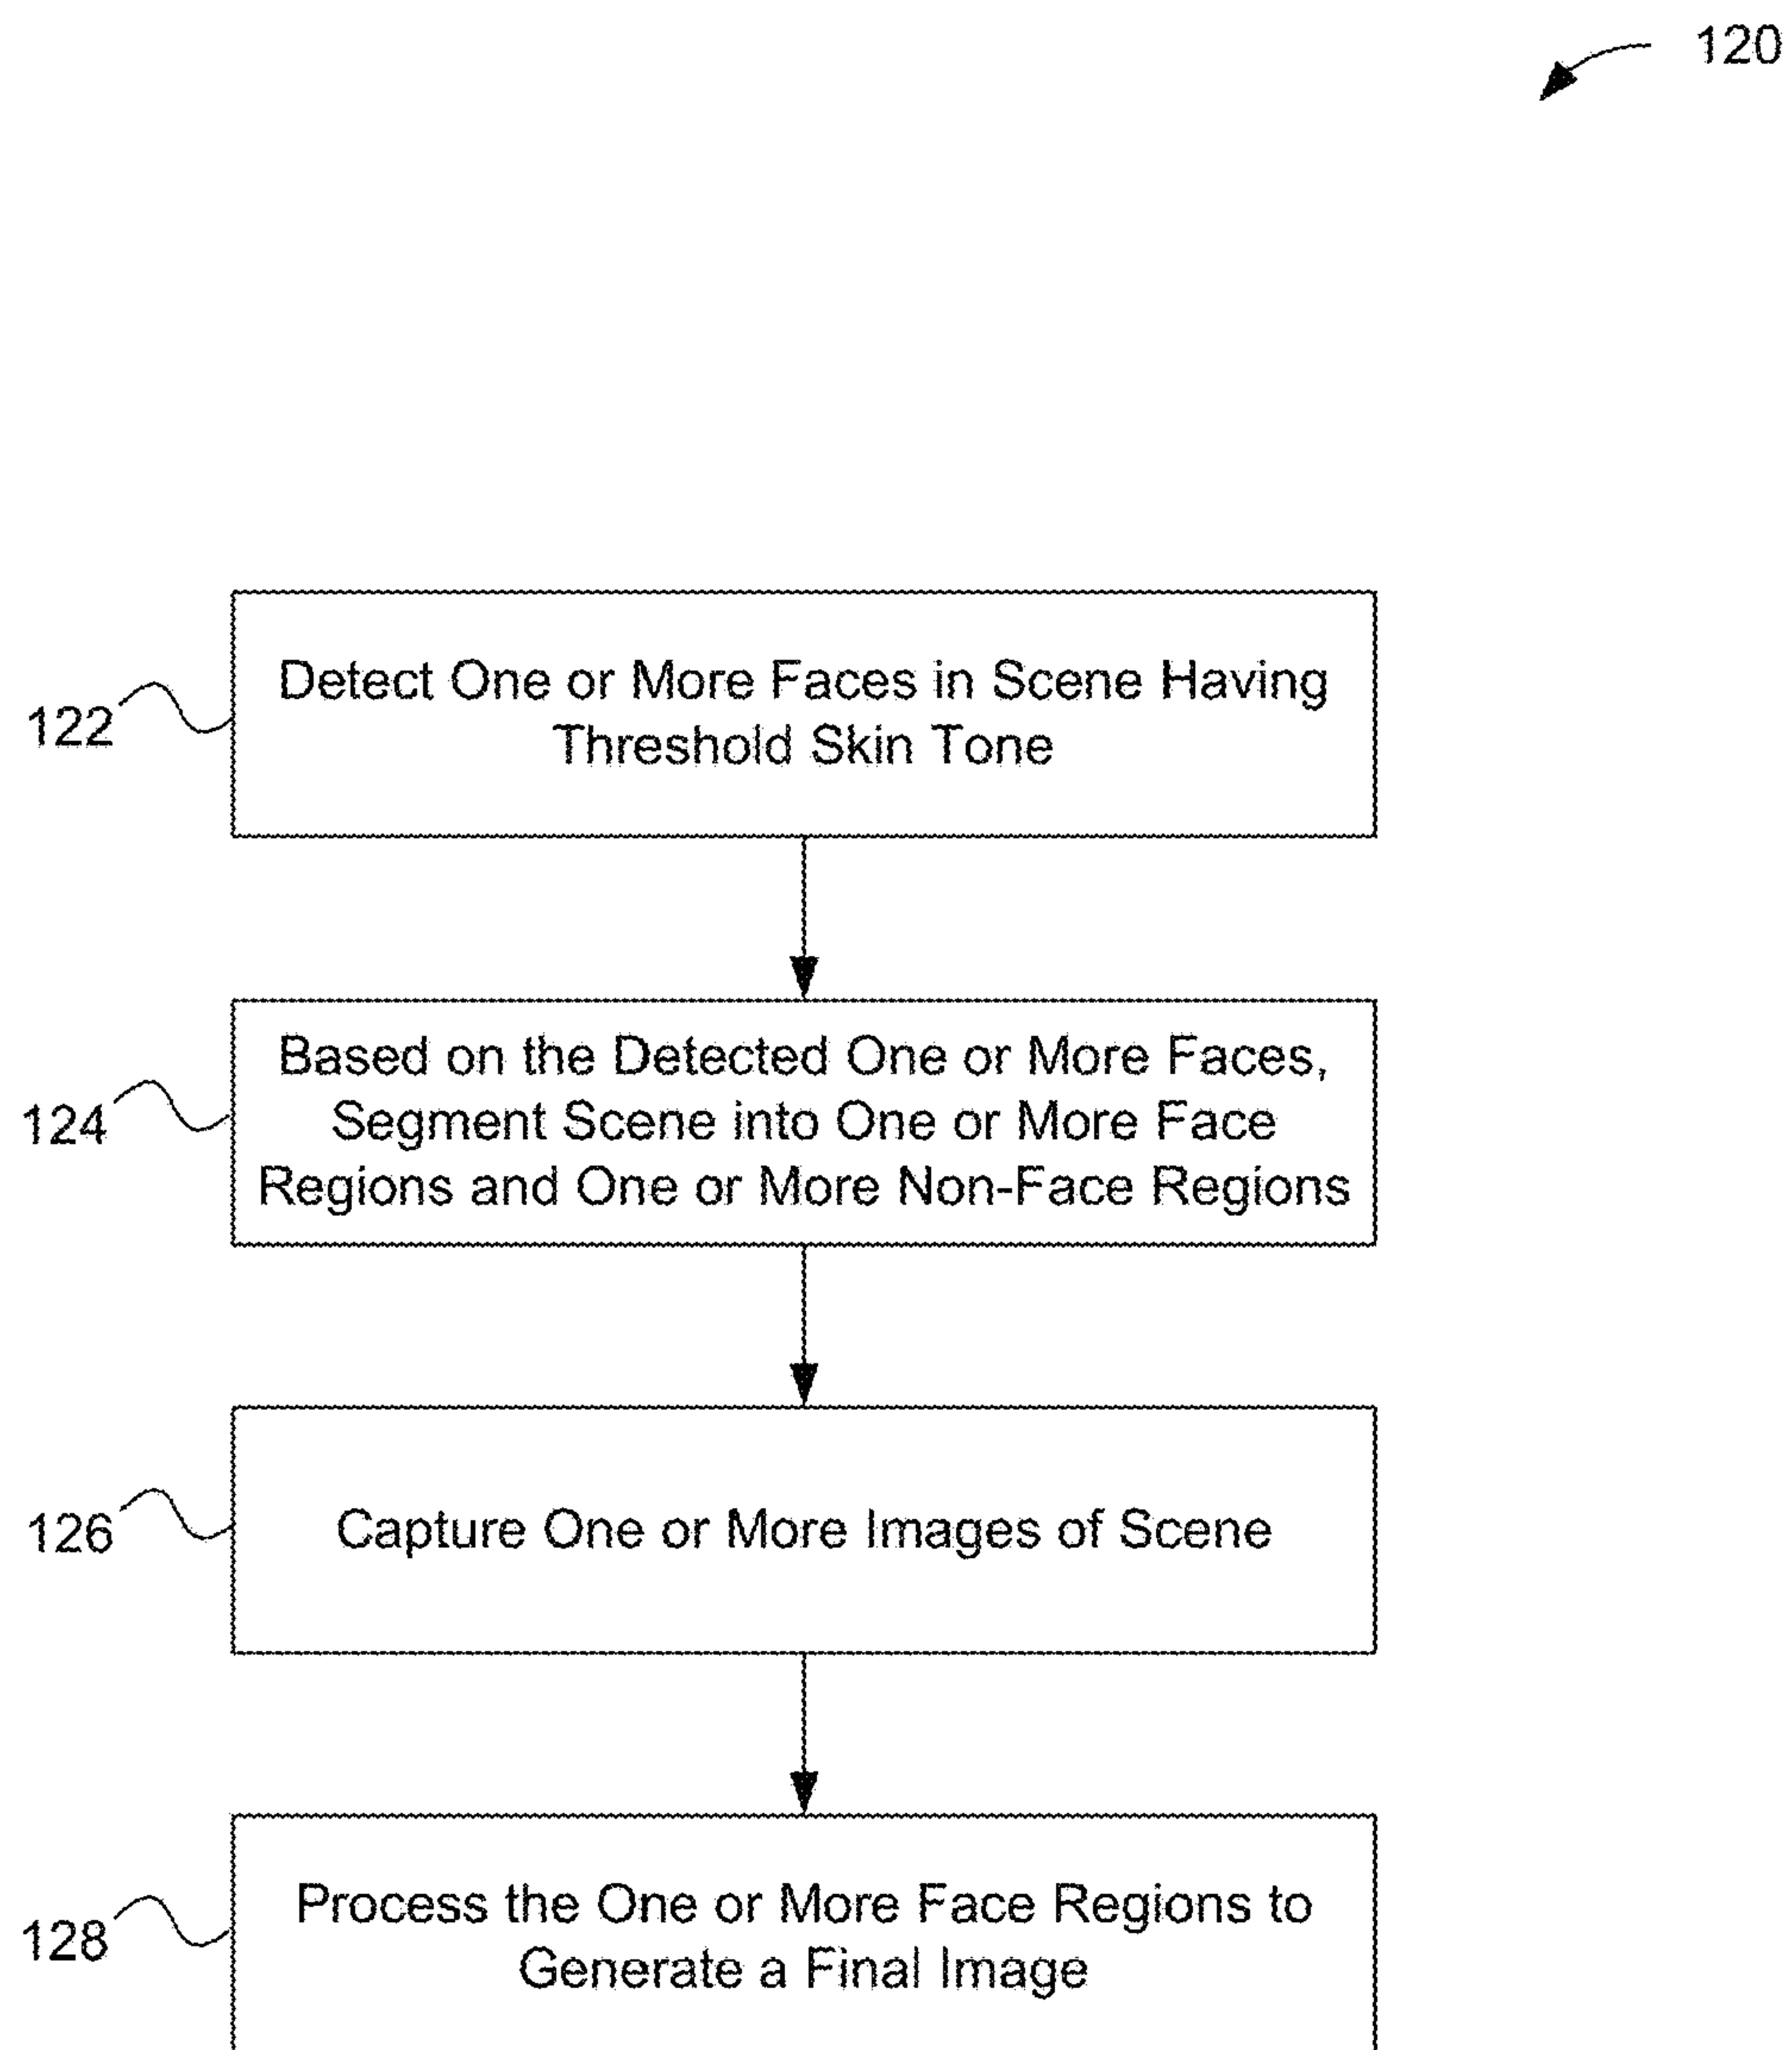 120
122
Detect One or More Faces in Scene Having
Threshold Skin Tone
124
Based on the Detected One or More Faces,
Segment Scene into One or More Face
Regions and One or More Non-Face Regions
126
Capture One or More Images of Scene
128
Process the One or More Face Regions to
Generate a Final Image